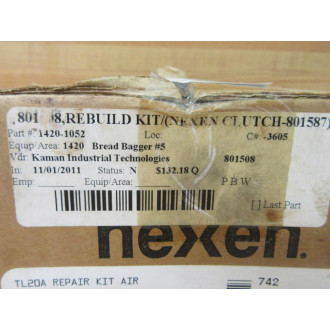 801508,REBUILD KIT/(NEXEN CLUTCH-801587)
Part #: 1420-1052 Loc: C#: -3605
Equip/Area: 1420 Bread Bagger #5
Vdr: Kaman Industrial Technologies 801508
In: 11/01/2011 Status: N $132.18 Q
Emp: Equip/Area: P B W
[ ] Last Part
nexen
TL20A REPAIR KIT AIR 742